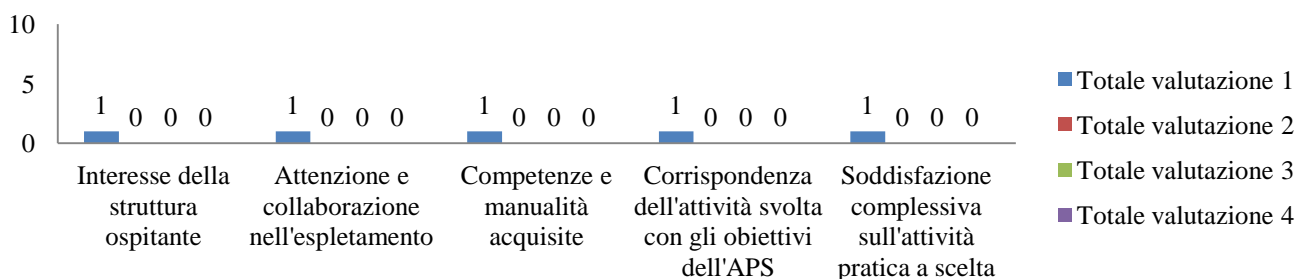 10
5
0
1 0 0 0 1 0 0 0 1 0 0 0 1 0 0 0 1 0 0 0
Interesse della
struttura
ospitante
Attenzione e
collaborazione
nell'espletamento
Competenze e
manualità
acquisite
Corrispondenza
dell'attività svolta
con gli obiettivi
dell'APS
Soddisfazione
complessiva
sull'attività
pratica a scelta
Totale valutazione 1
Totale valutazione 2
Totale valutazione 3
Totale valutazione 4